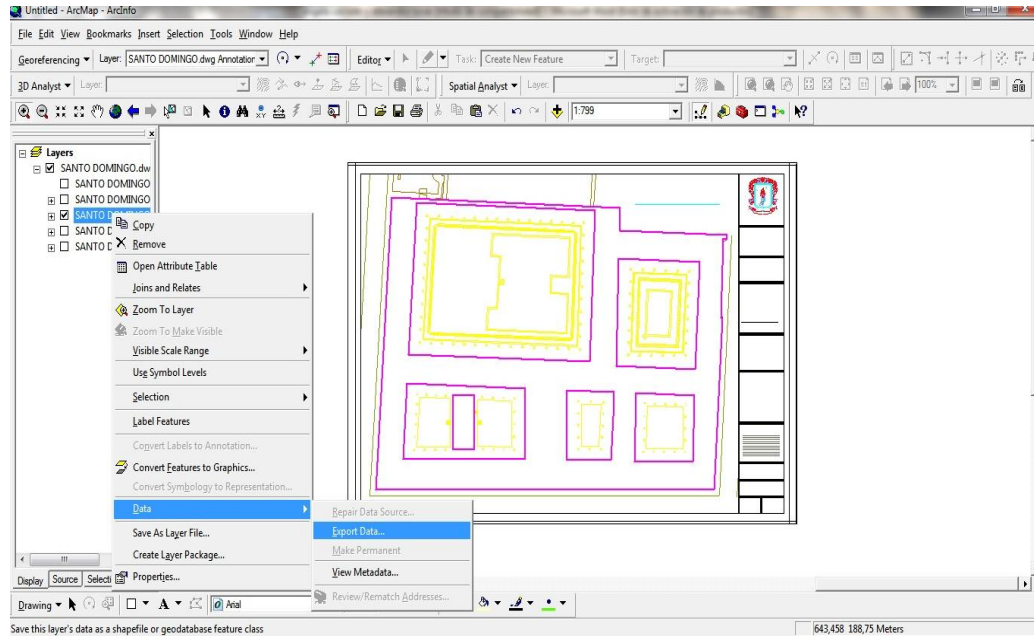 Untitled - ArcMap - ArcInfo
File Edit View Bookmarks Insert Selection Tools Window Help
Georeferencing Layer: SANTO DOMINGO.dwg Annotation Editor Task: Create New Feature Target:
3D Analyst Layer: Spatial Analyst Layer: 100%
1:799
Layers
SANTO DOMINGO.dw
SANTO DOMINGO
SANTO DOMINGO
SANTO DOMINGO
SANTO D
SANTO D
Copy
Remove
Open Attribute Table
Joins and Relates
Zoom To Layer
Zoom To Make Visible
Visible Scale Range
Use Symbol Levels
Selection
Label Features
Convert Labels to Annotation...
Convert Features to Graphics...
Convert Symbology to Representation...
Data
Save As Layer File...
Create Layer Package...
Properties...
Repair Data Source...
Export Data...
Make Permanent
View Metadata...
Review/Rematch Addresses...
Display Source Selecti
Drawing A Arial
Save this layer's data as a shapefile or geodatabase feature class
643,458 188,75 Meters